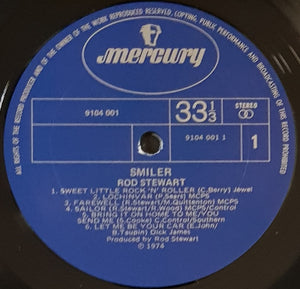 ALL RIGHTS OF THE RECORD PRODUCER AND OF THE OWNER OF THE WORK REPRODUCED RESERVED. COPYING, PUBLIC PERFORMANCE AND BROADCASTING OF THIS RECORD PROHIBITED
mercury
9104 001
33 1/3
STEREO
9104 001 1
1
SMILER
ROD STEWART
1. SWEET LITTLE ROCK 'N' ROLLER (C.Berry) Jewel
2. LOCHINVAR (P.Sears) MCPS
3. FAREWELL (R.Stewart/M.Quittenton) MCPS
4. SAILOR (R.Stewart/R.Wood) MCPS/Control
5. BRING IT ON HOME TO ME/YOU
SEND ME (S.Cooke) C.Control/Southern
6. LET ME BE YOUR CAR (E.John/
B.Taupin) Dick James
Produced by Rod Stewart
℗ 1974